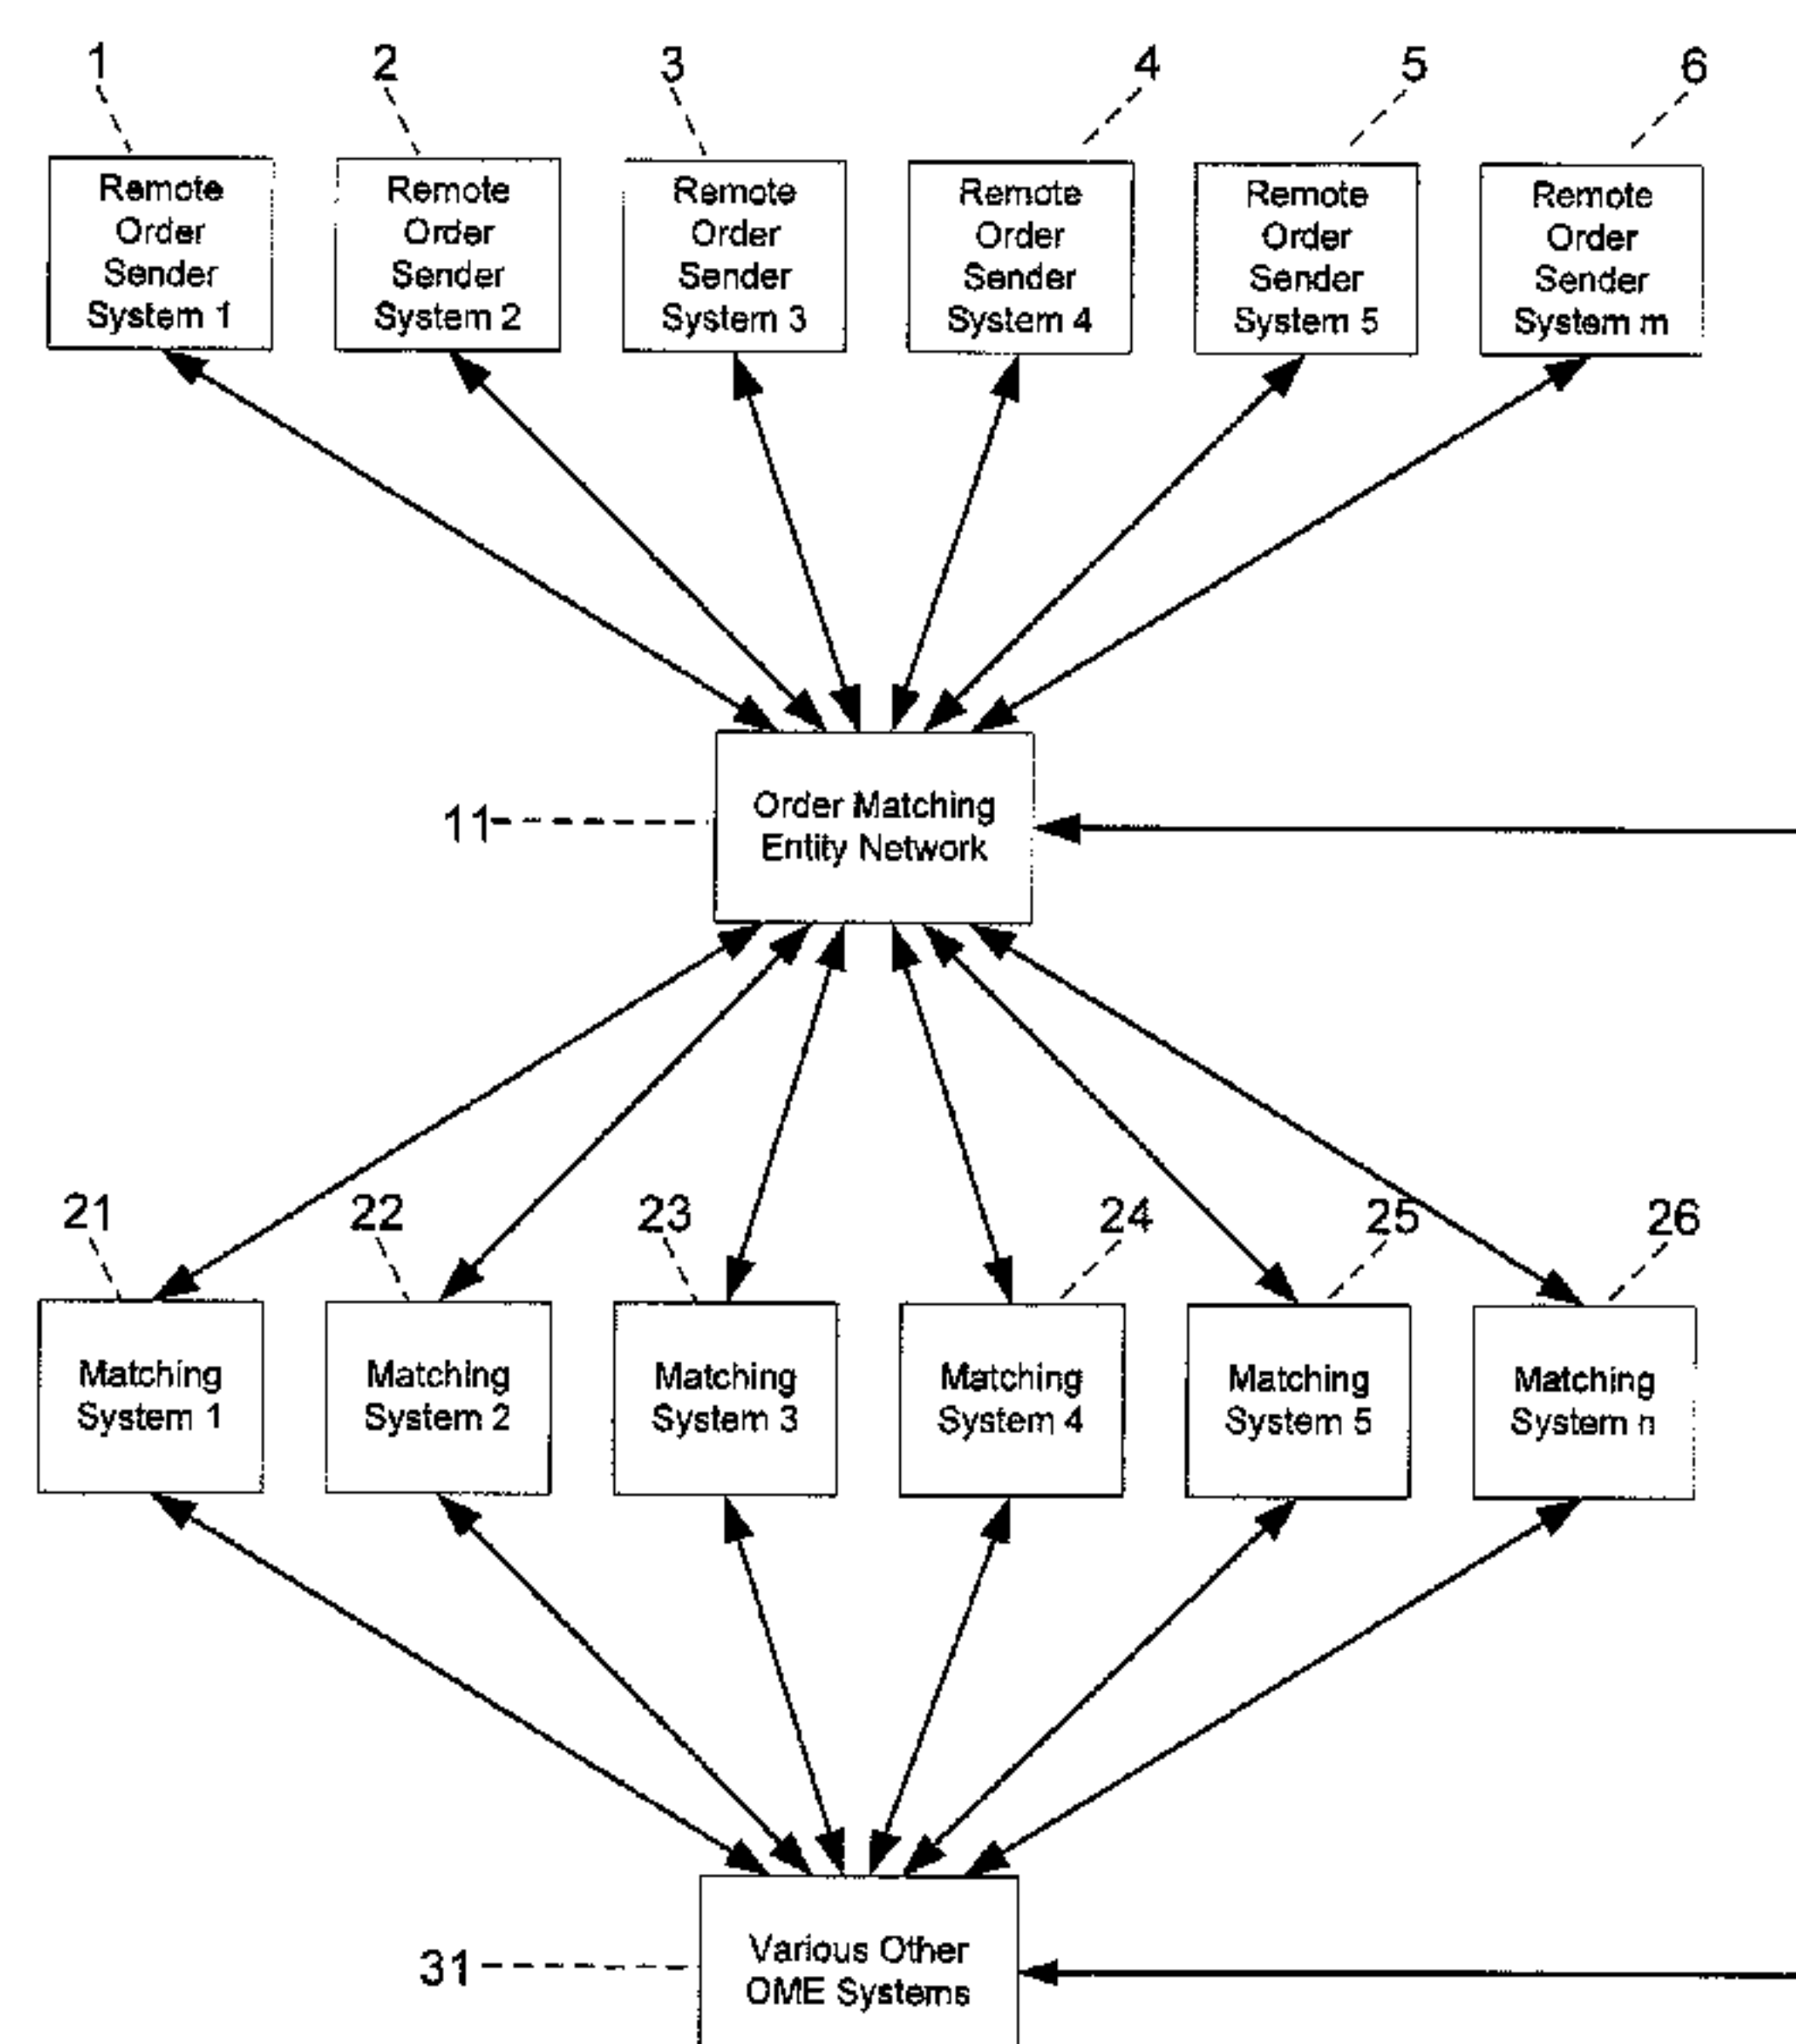 1
2
3
4
5
6
Remote
Order
Sender
System 1
Remote
Order
Sender
System 2
Remote
Order
Sender
System 3
Remote
Order
Sender
System 4
Remote
Order
Sender
System 5
Remote
Order
Sender
System m
11
Order Matching
Entity Network
21
22
23
24
25
26
Matching
System 1
Matching
System 2
Matching
System 3
Matching
System 4
Matching
System 5
Matching
System n
31
Various Other
OME Systems